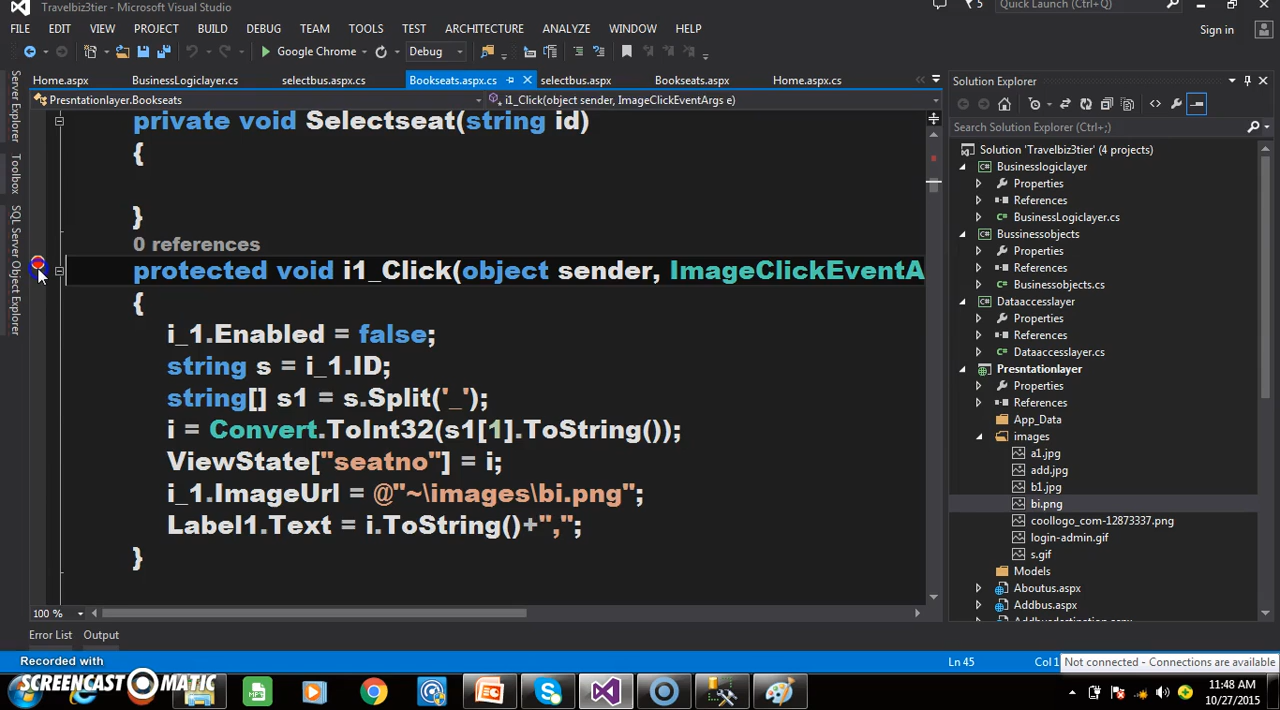 Travelbiz3tier - Microsoft Visual Studio
5
Quick Launch (Ctrl+;)
FILE EDIT VIEW PROJECT BUILD DEBUG TEAM TOOLS TEST ARCHITECTURE ANALYZE WINDOW HELP
Sign in
Google Chrome
Debug
Home.aspx
BusinessLogiclayer.cs
selectbus.aspx.cs
Bookseats.aspx.cs
selectbus.aspx
Bookseats.aspx
Home.aspx.cs
Presntationlayer.Bookseats
i1_Click(object sender, ImageClickEventArgs e)
Server Explorer
Toolbox
SQL Server Object Explorer
private void Selectseat(string id)
{
}
0 references
protected void i1_Click(object sender, ImageClickEventA
{
i_1.Enabled = false;
string s = i_1.ID;
string[] s1 = s.Split('_');
i = Convert.ToInt32(s1[1].ToString());
ViewState["seatno"] = i;
i_1.ImageUrl = @"~\images\bi.png";
Label1.Text = i.ToString()+",";
}
100 %
Solution Explorer
Search Solution Explorer (Ctrl+;)
Solution 'Travelbiz3tier' (4 projects)
Businesslogiclayer
Properties
References
BusinessLogiclayer.cs
Bussinessobjects
Properties
References
Businessobjects.cs
Dataaccesslayer
Properties
References
Dataaccesslayer.cs
Presntationlayer
Properties
References
App_Data
images
a1.jpg
add.jpg
b1.jpg
bi.png
coollogo_com-12873337.png
login-admin.gif
s.gif
Models
Aboutus.aspx
Addbus.aspx
Addbusdestination.aspx
Error List
Output
Ln 45
Col 1
Not connected - Connections are available
Recorded with
SCREENCAST MATIC
11:48 AM
10/27/2015